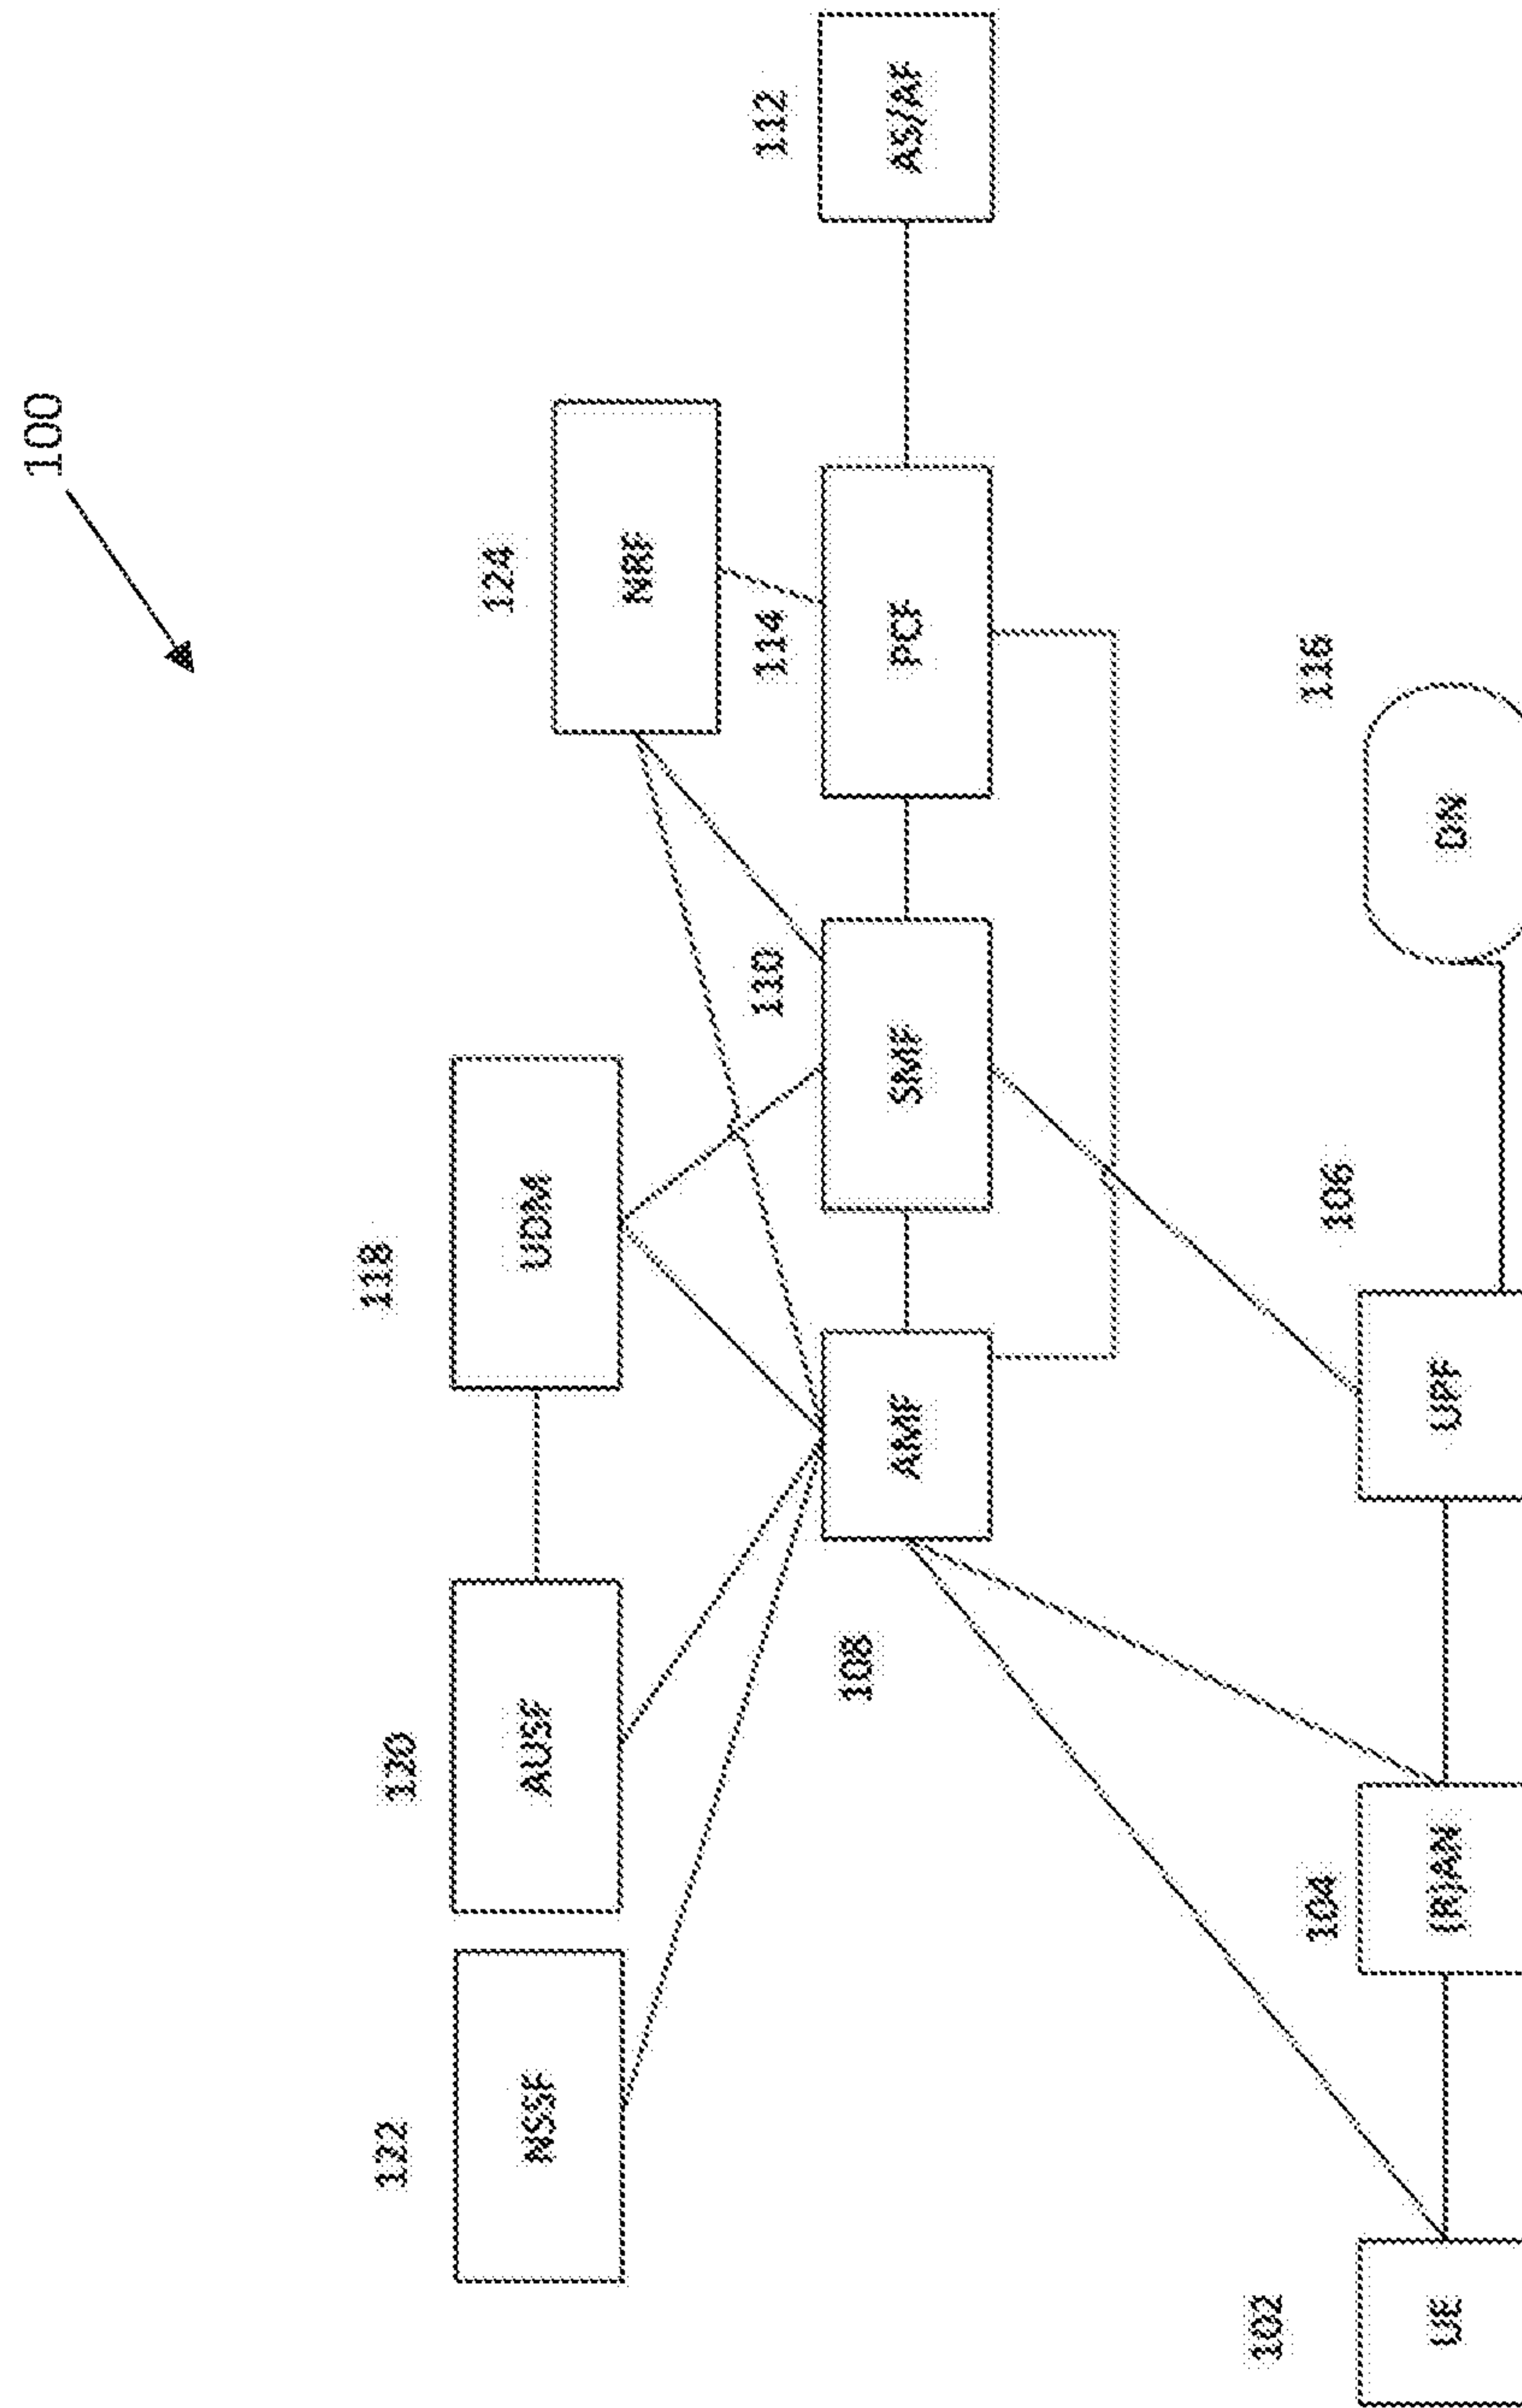 100
124
NRF
118
UDM
120
AUSF
122
NSSF
112
AS/AF
114
PCF
110
SMF
AMF
108
116
DN
106
UPF
104
(R)AN
102
UE